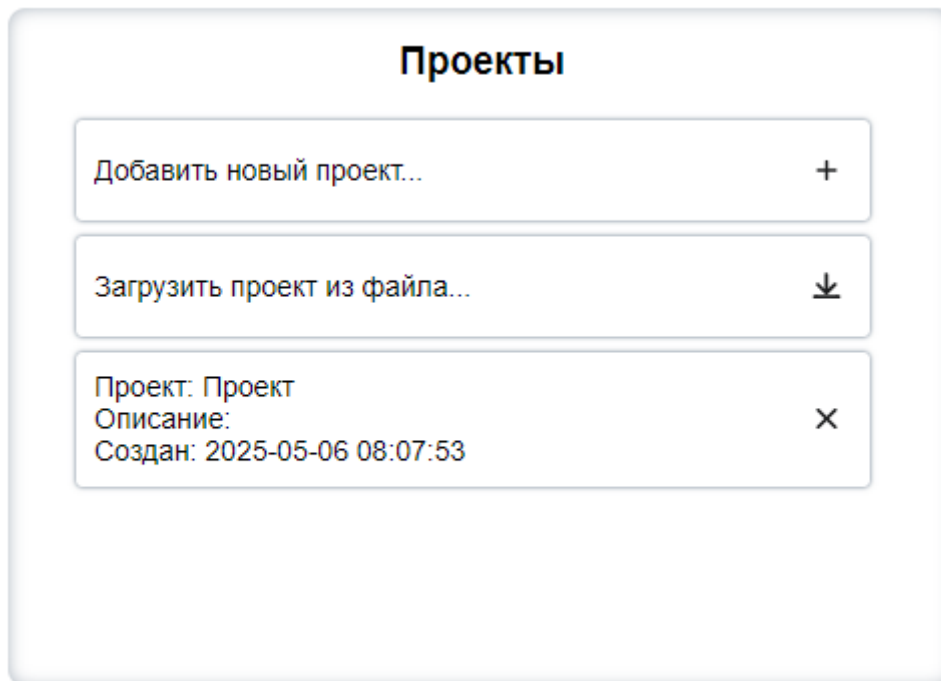 Проекты
Добавить новый проект...
Загрузить проект из файла...
Проект: Проект
Описание:
Создан: 2025-05-06 08:07:53